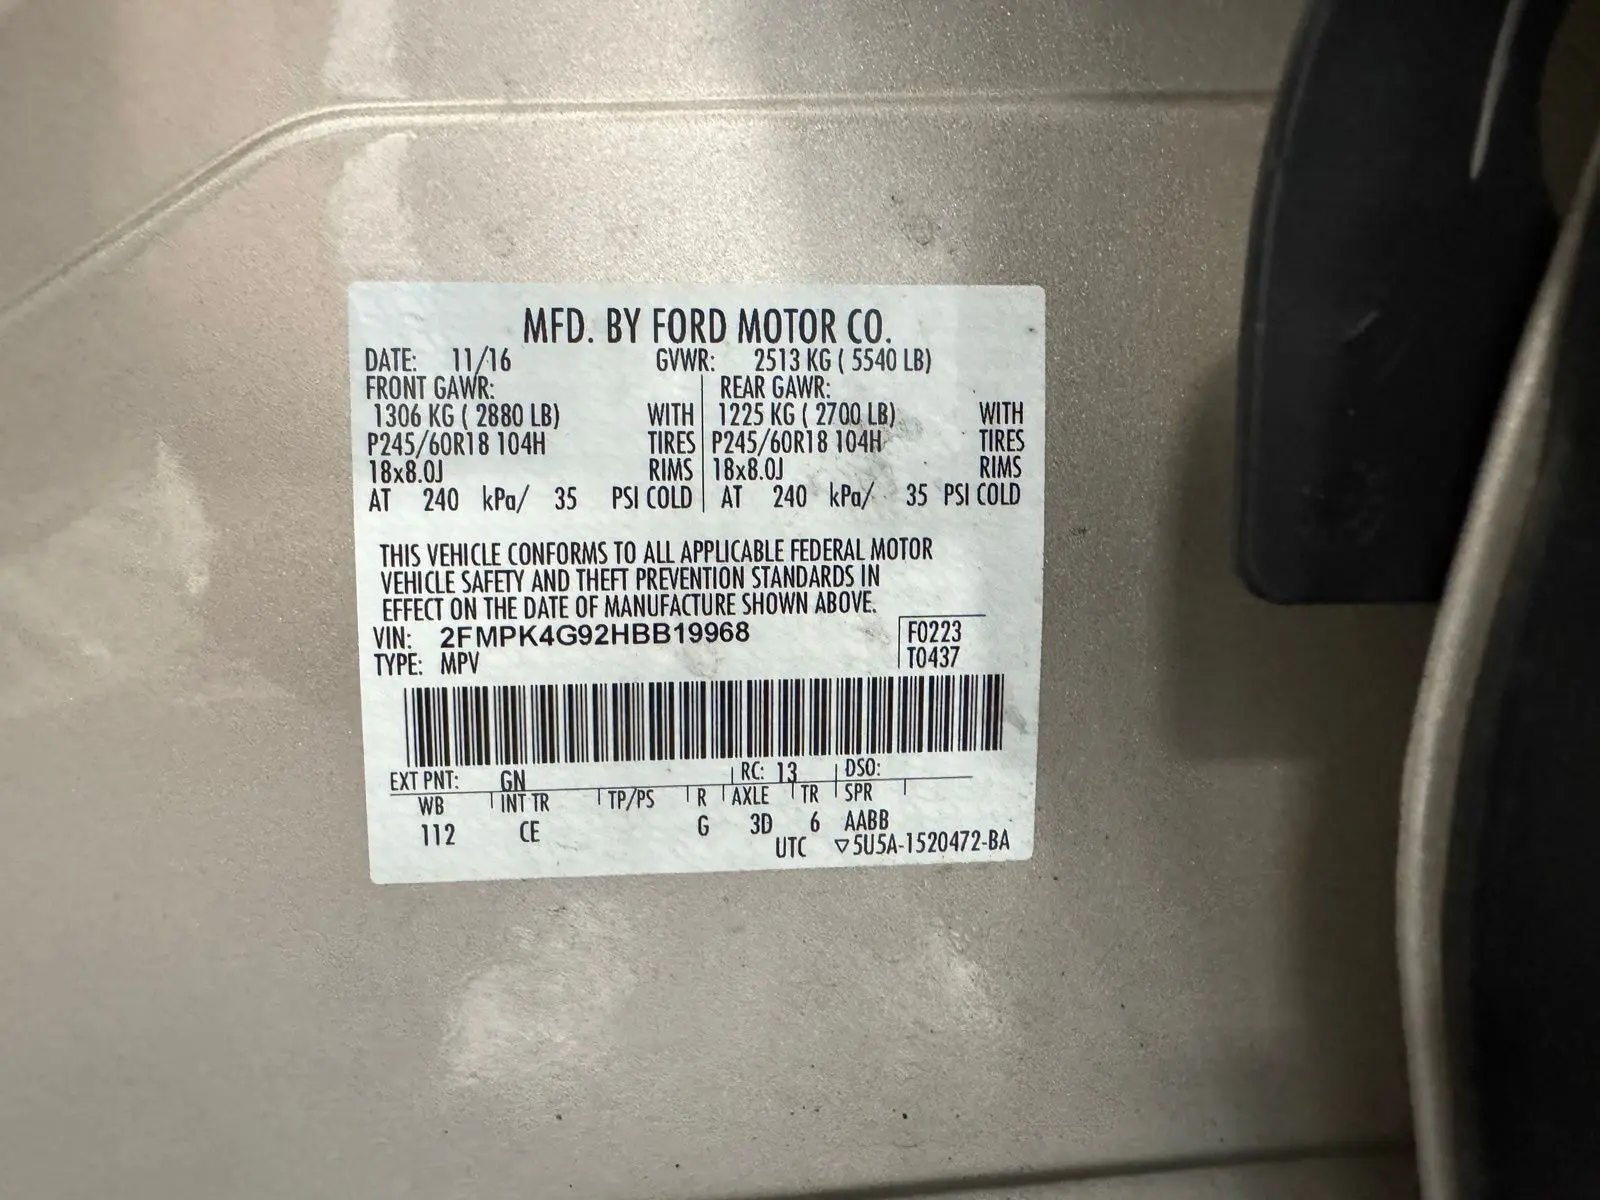 MFD. BY FORD MOTOR CO.
DATE: 11/16 GVWR: 2513 KG ( 5540 LB)
FRONT GAWR: REAR GAWR:
1306 KG ( 2880 LB) WITH 1225 KG ( 2700 LB) WITH
P245/60R18 104H TIRES P245/60R18 104H TIRES
18x8.0J RIMS 18x8.0J RIMS
AT 240 kPa/ 35 PSI COLD AT 240 kPa/ 35 PSI COLD
THIS VEHICLE CONFORMS TO ALL APPLICABLE FEDERAL MOTOR
VEHICLE SAFETY AND THEFT PREVENTION STANDARDS IN
EFFECT ON THE DATE OF MANUFACTURE SHOWN ABOVE.
VIN: 2FMPK4G92HBB19968 F0223
TYPE: MPV T0437
EXT PNT: GN RC: 13 DSO:
WB INT TR TP/PS R AXLE TR SPR
112 CE G 3D 6 AABB
UTC ▽5U5A-1520472-BA